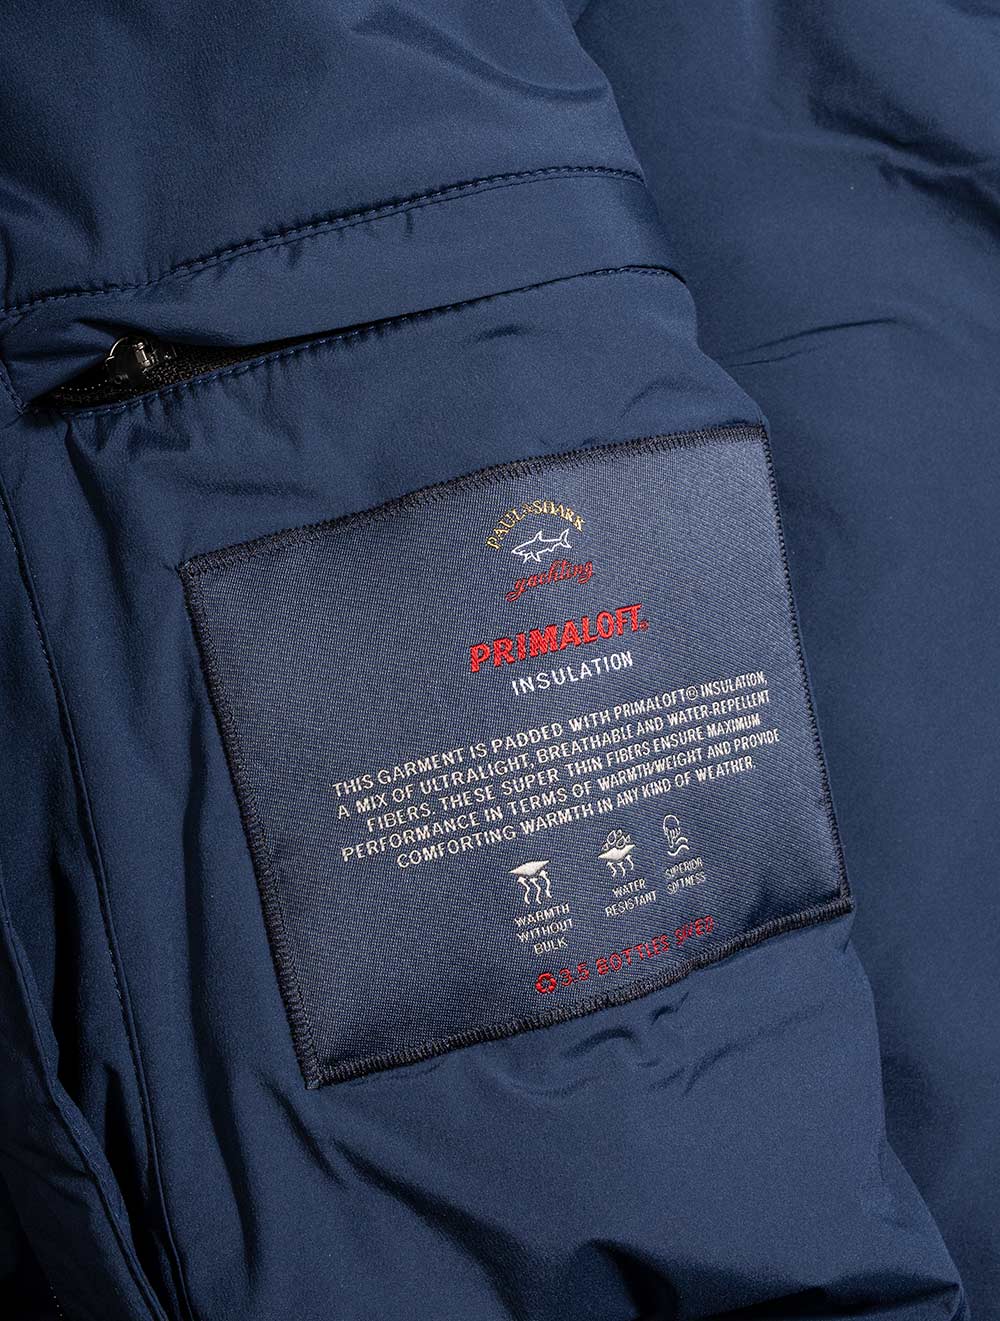 PAUL & SHARK
yachting
PRIMALOFT®
INSULATION
THIS GARMENT IS PADDED WITH PRIMALOFT® INSULATION,
A MIX OF ULTRALIGHT, BREATHABLE AND WATER-REPELLENT
FIBERS. THESE SUPER THIN FIBERS ENSURE MAXIMUM
PERFORMANCE IN TERMS OF WARMTH/WEIGHT AND PROVIDE
COMFORTING WARMTH IN ANY KIND OF WEATHER.
WARMTH
WITHOUT
BULK
WATER
RESISTANT
SUPERIOR
SOFTNESS
3.5 BOTTLES SAVED